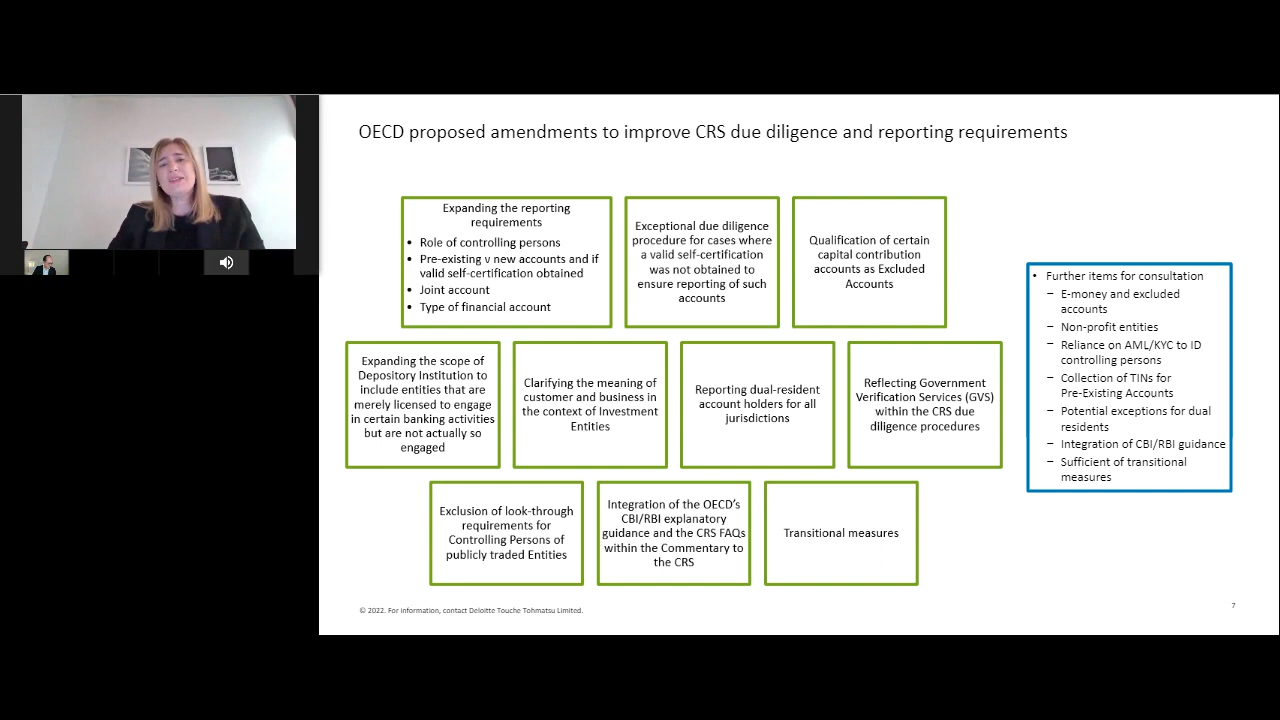 OECD proposed amendments to improve CRS due diligence and reporting requirements
Expanding the reporting
requirements
• Role of controlling persons
• Pre-existing v new accounts and if
valid self-certification obtained
• Joint account
• Type of financial account
Exceptional due diligence
procedure for cases where
a valid self-certification
was not obtained to
ensure reporting of such
accounts
Qualification of certain
capital contribution
accounts as Excluded
Accounts
Expanding the scope of
Depository Institution to
include entities that are
merely licensed to engage
in certain banking activities
but are not actually so
engaged
Clarifying the meaning of
customer and business in
the context of Investment
Entities
Reporting dual-resident
account holders for all
jurisdictions
Reflecting Government
Verification Services (GVS)
within the CRS due
diligence procedures
Exclusion of look-through
requirements for
Controlling Persons of
publicly traded Entities
Integration of the OECD's
CBI/RBI explanatory
guidance and the CRS FAQs
within the Commentary to
the CRS
Transitional measures
• Further items for consultation
– E-money and excluded
accounts
– Non-profit entities
– Reliance on AML/KYC to ID
controlling persons
– Collection of TINs for
Pre-Existing Accounts
– Potential exceptions for dual
residents
– Integration of CBI/RBI guidance
– Sufficient of transitional
measures
© 2022. For information, contact Deloitte Touche Tohmatsu Limited.
7